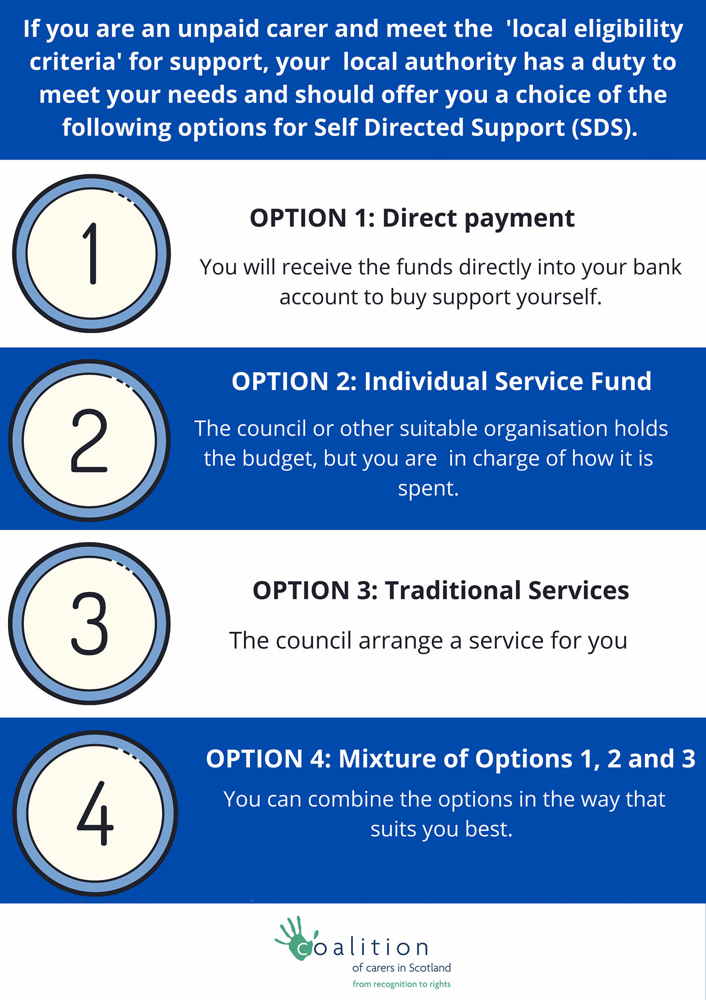 If you are an unpaid carer and meet the 'local eligibility
criteria' for support, your local authority has a duty to
meet your needs and should offer you a choice of the
following options for Self Directed Support (SDS).
1
OPTION 1: Direct payment
You will receive the funds directly into your bank
account to buy support yourself.
2
OPTION 2: Individual Service Fund
The council or other suitable organisation holds
the budget, but you are in charge of how it is
spent.
3
OPTION 3: Traditional Services
The council arrange a service for you
4
OPTION 4: Mixture of Options 1, 2 and 3
You can combine the options in the way that
suits you best.
coalition
of carers in Scotland
from recognition to rights